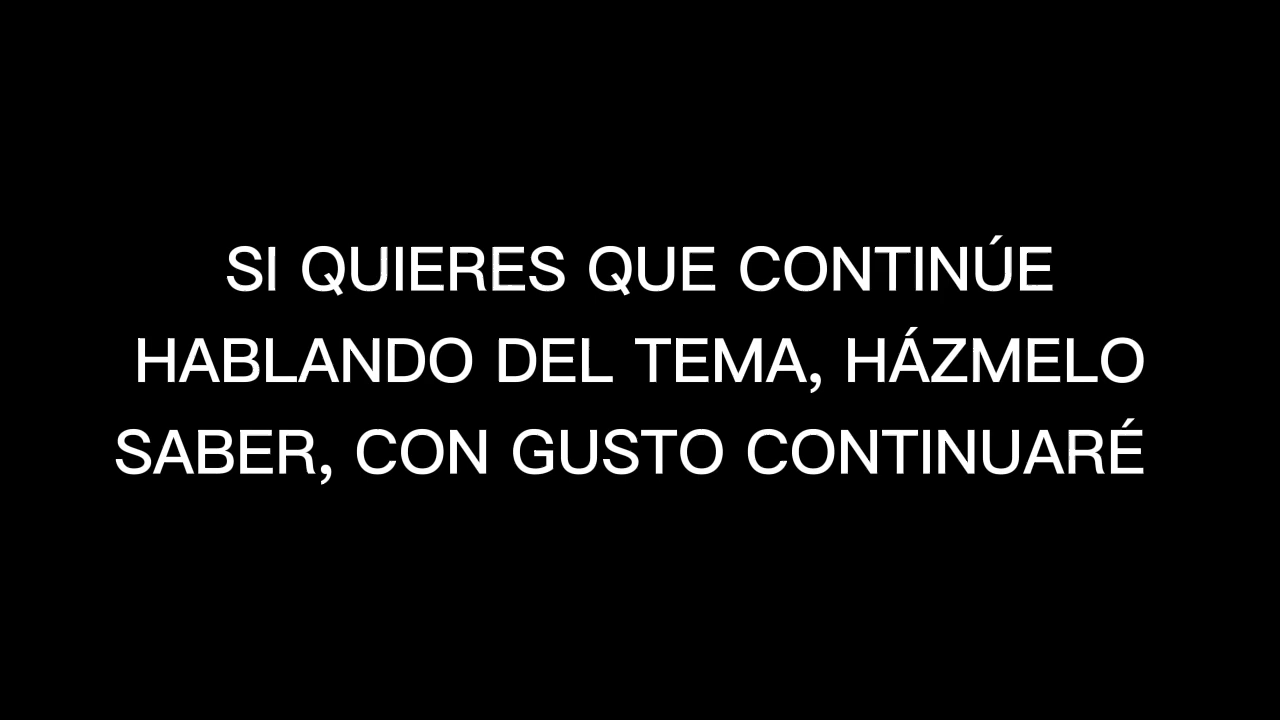 SI QUIERES QUE CONTINÚE
HABLANDO DEL TEMA, HÁZMELO
SABER, CON GUSTO CONTINUARÉ